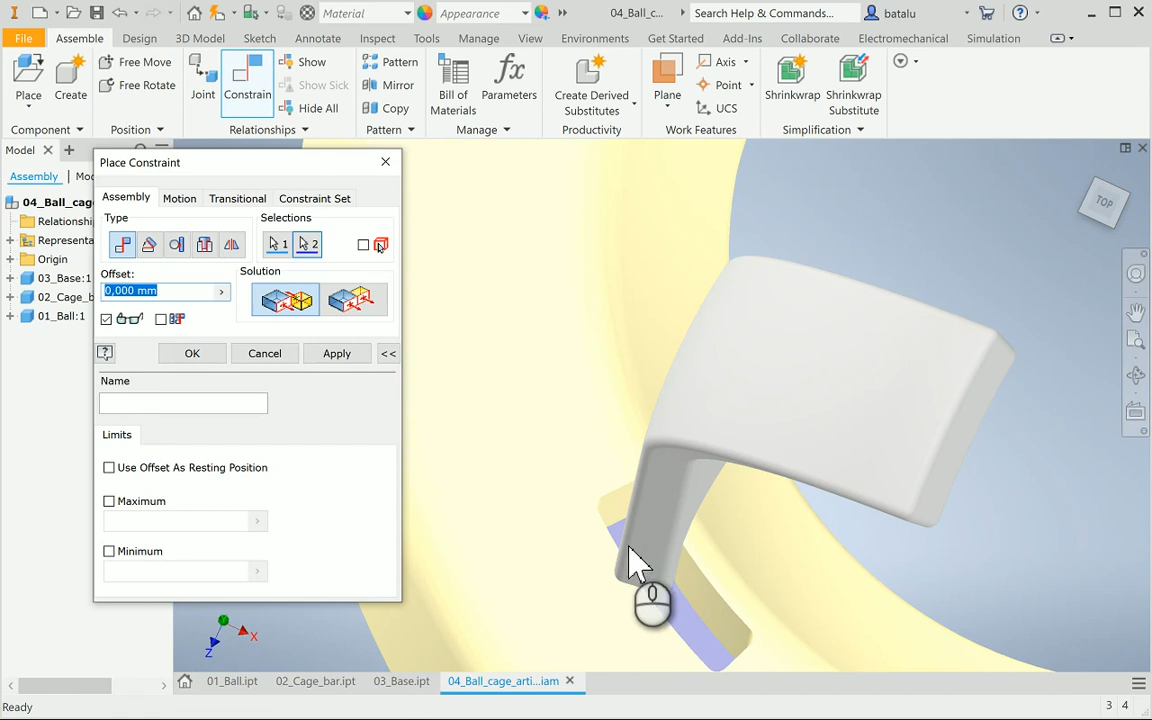 Material
Appearance
04_Ball_c...
Search Help & Commands...
batalu
File
Assemble
Design
3D Model
Sketch
Annotate
Inspect
Tools
Manage
View
Environments
Get Started
Add-Ins
Collaborate
Electromechanical
Simulation
Place
Create
Free Move
Free Rotate
Joint
Constrain
Show
Show Sick
Hide All
Pattern
Mirror
Copy
Bill of
Materials
fx
Parameters
Create Derived
Substitutes
Plane
Axis
Point
UCS
Shrinkwrap
Shrinkwrap
Substitute
Component
Position
Relationships
Pattern
Manage
Productivity
Work Features
Simplification
Model
Assembly
04_Ball_cag
Relationship
Representa
Origin
03_Base:1
02_Cage_b
01_Ball:1
Place Constraint
Assembly
Motion
Transitional
Constraint Set
Type
Selections
1
2
Offset:
0,000 mm
Solution
OK
Cancel
Apply
<<
Name
Limits
Use Offset As Resting Position
Maximum
Minimum
TOP
X
Z
0
01_Ball.ipt
02_Cage_bar.ipt
03_Base.ipt
04_Ball_cage_arti...iam
Ready
3 4